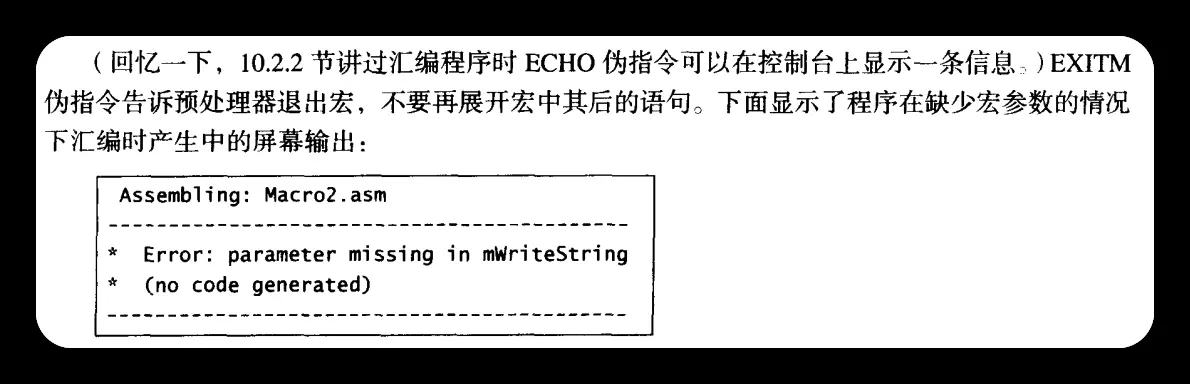 （回忆一下，10.2.2 节讲过汇编程序时 ECHO 伪指令可以在控制台上显示一条信息。）EXITM
伪指令告诉预处理器退出宏，不要再展开宏中其后的语句。下面显示了程序在缺少宏参数的情况
下汇编时产生中的屏幕输出：
Assembling: Macro2.asm
-------------------------------------------
* Error: parameter missing in mWriteString
* (no code generated)
-------------------------------------------